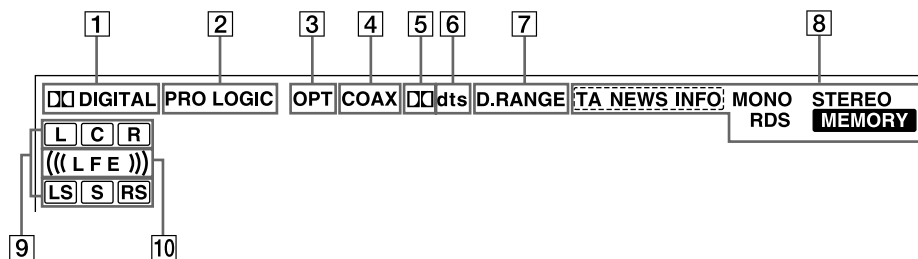 1 2 3 4 5 6 7 8
DIGITAL PRO LOGIC OPT COAX dts D.RANGE TA NEWS INFO MONO STEREO
RDS MEMORY
L C R
((( L F E )))
LS S RS
9 10